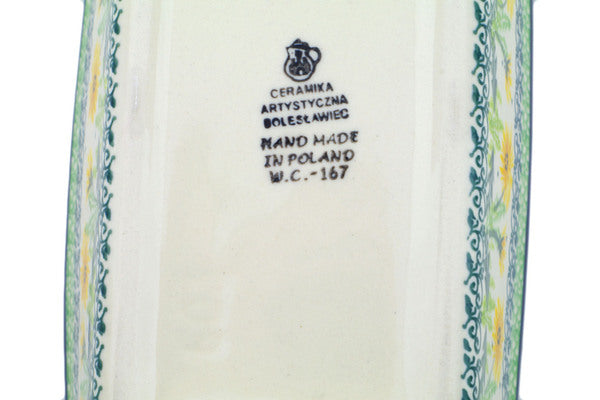 CERAMIKA
ARTYSTYCZNA
BOLESŁAWIEC
HAND MADE
IN POLAND
W.C.-167